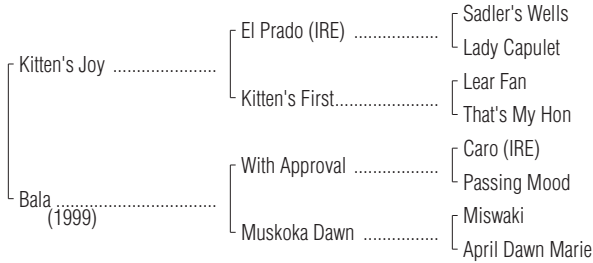 Sadler's Wells
El Prado (IRE) ..................
Lady Capulet
Kitten's Joy ......................
Lear Fan
Kitten's First......................
That's My Hon
Caro (IRE)
With Approval ..................
Passing Mood
Bala ..................................
(1999)
Miswaki
Muskoka Dawn ................
April Dawn Marie